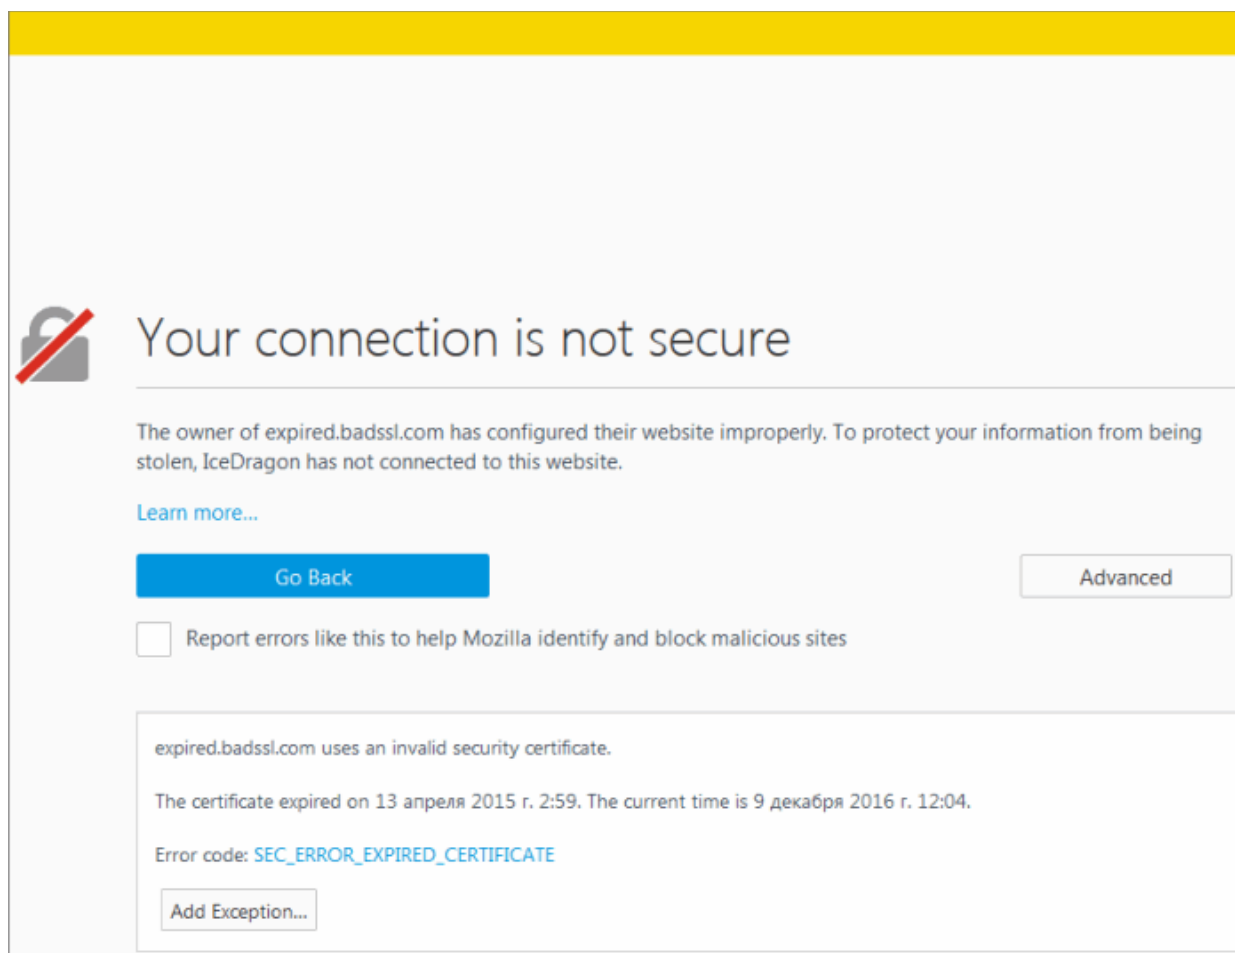 Your connection is not secure
The owner of expired.badssl.com has configured their website improperly. To protect your information from being
stolen, IceDragon has not connected to this website.
Learn more...
Go Back
Advanced
Report errors like this to help Mozilla identify and block malicious sites
expired.badssl.com uses an invalid security certificate.
The certificate expired on 13 апреля 2015 г. 2:59. The current time is 9 декабря 2016 г. 12:04.
Error code: SEC_ERROR_EXPIRED_CERTIFICATE
Add Exception...